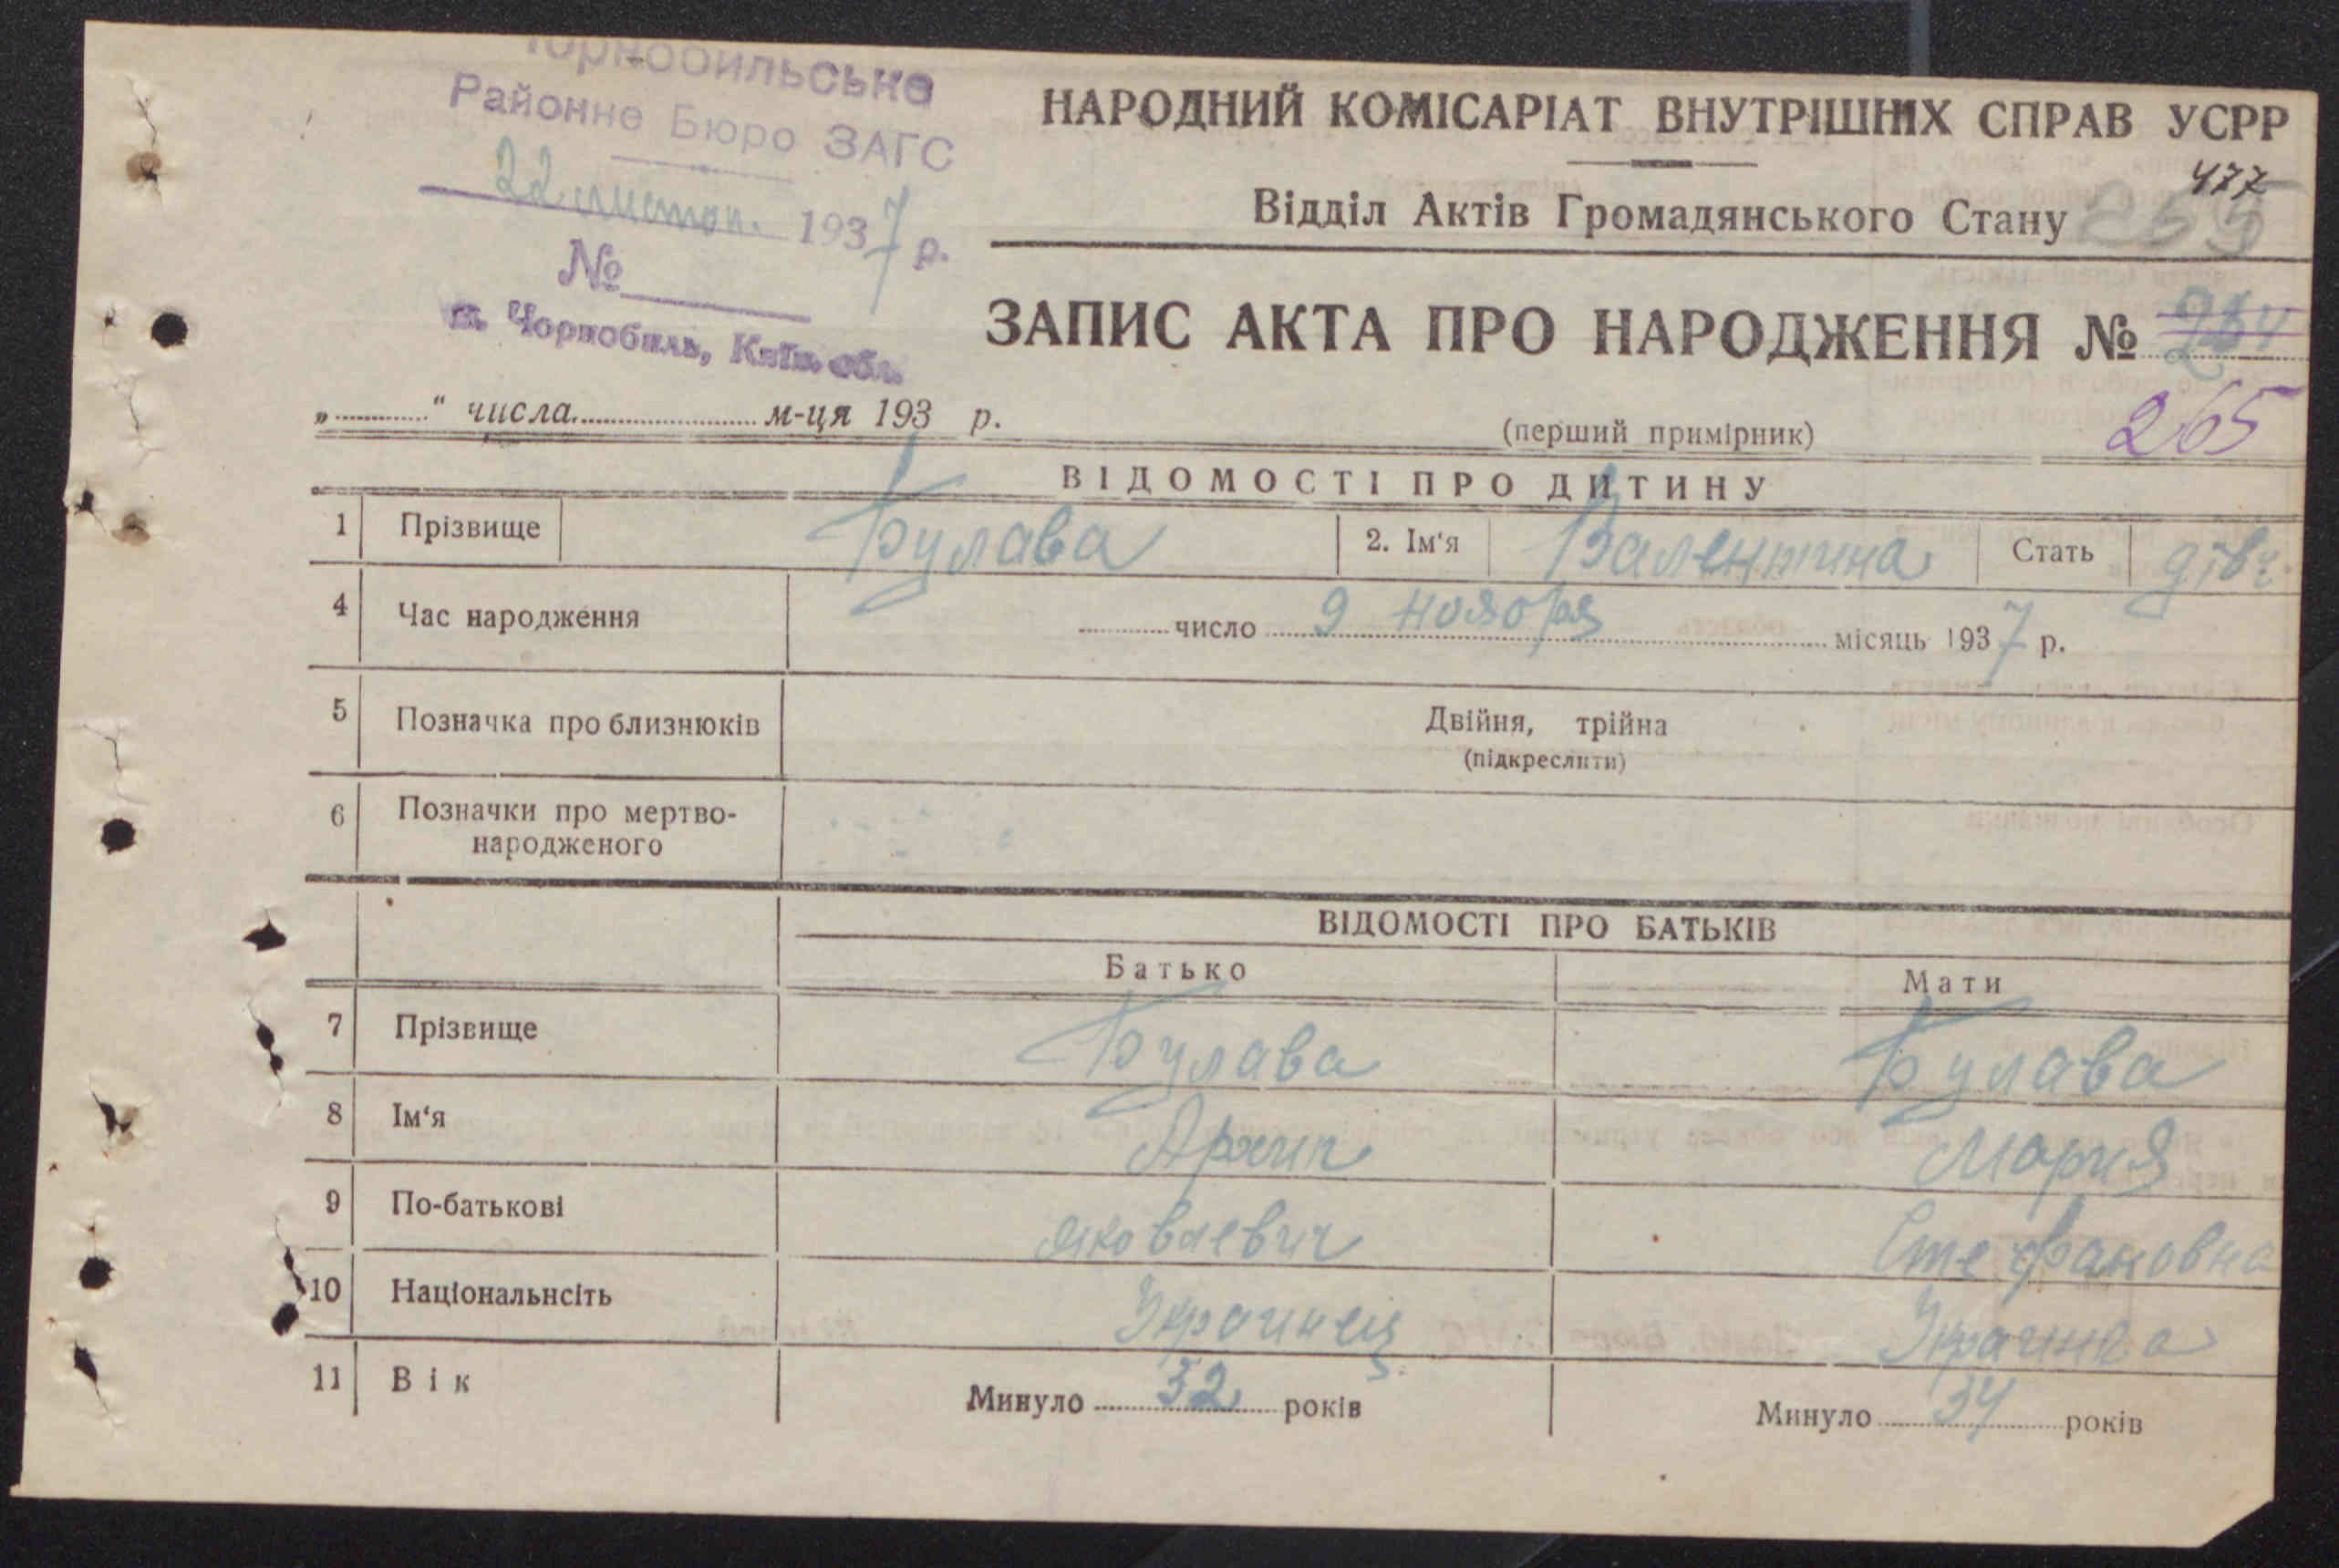 Чорнобильське
Районне Бюро ЗАГС
22 листоп. 1937 р.
№
м. Чорнобиль, Київ. обл.
НАРОДНИЙ КОМІСАРІАТ ВНУТРІШНІХ СПРАВ УСРР
477
Відділ Актів Громадянського Стану
ЗАПИС АКТА ПРО НАРОДЖЕННЯ № 264
265
„ “ числа м-ця 193 р.
(перший примірник)
ВІДОМОСТІ ПРО ДИТИНУ
1 Прізвище Булава 2. Ім‘я Валентина Стать дівч.
4 Час народження число 9 ноября місяць 1937 р.
5 Позначка про близнюків Двійня, трійна
(підкреслити)
6 Позначки про мертво-
народженого
ВІДОМОСТІ ПРО БАТЬКІВ
Батько Мати
7 Прізвище Булава Булава
8 Ім‘я Архип Мария
9 По-батькові Яковлевич Стефановна
10 Національнсіть Украинец Украинка
11 Вік Минуло 32 років Минуло 34 років